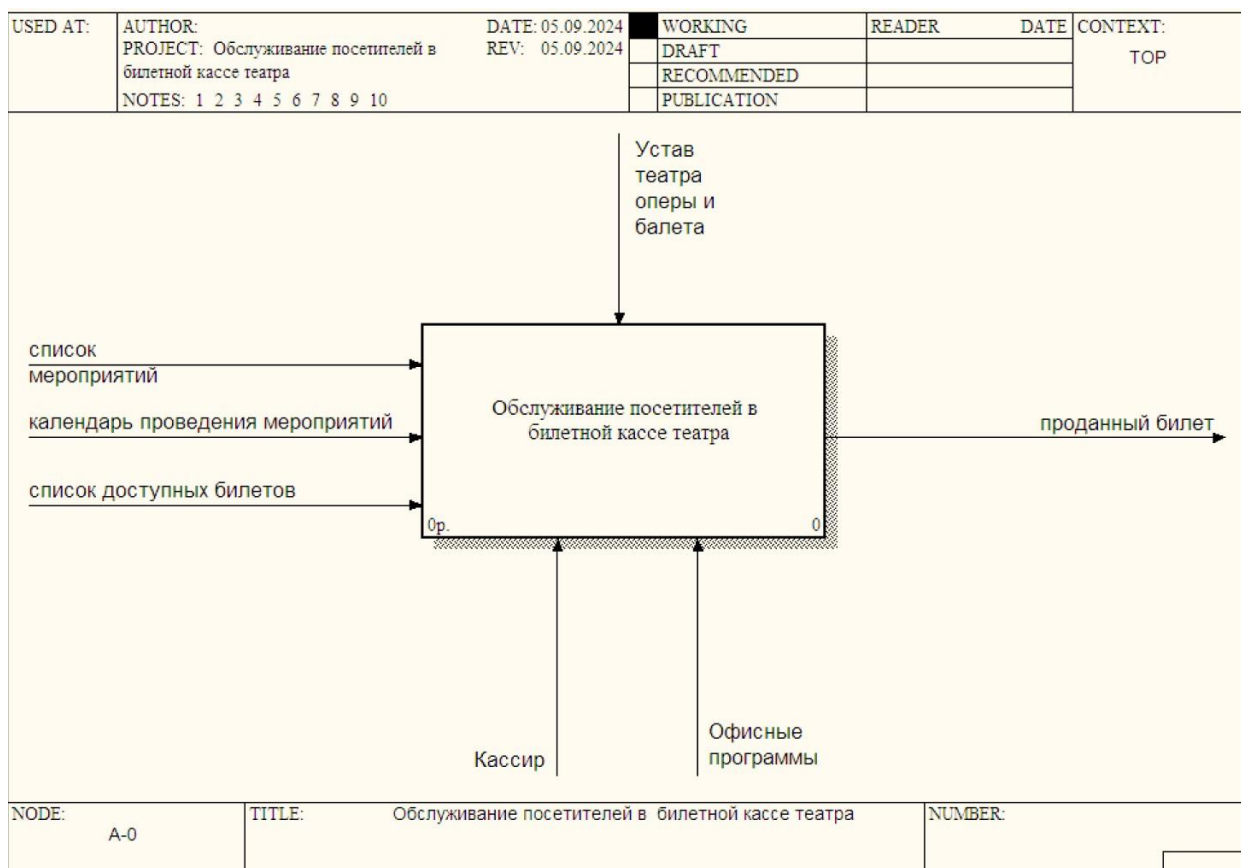 USED AT:
AUTHOR:
DATE: 05.09.2024
PROJECT: Обслуживание посетителей в
билетной кассе театра
REV: 05.09.2024
NOTES: 1 2 3 4 5 6 7 8 9 10
WORKING
DRAFT
RECOMMENDED
PUBLICATION
READER
DATE
CONTEXT:
TOP
Устав
театра
оперы и
балета
список
мероприятий
календарь проведения мероприятий
список доступных билетов
Обслуживание посетителей в
билетной кассе театра
0р.
0
проданный билет
Кассир
Офисные
программы
NODE:
A-0
TITLE:
Обслуживание посетителей в билетной кассе театра
NUMBER: